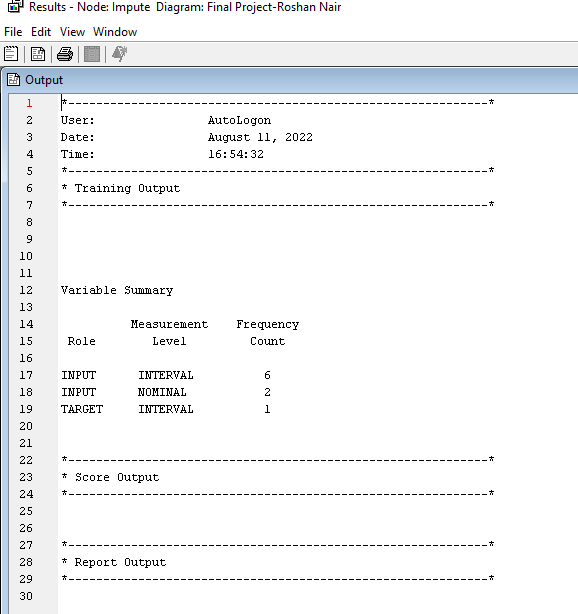 Results - Node: Impute  Diagram: Final Project-Roshan Nair
File  Edit  View  Window
Output
1  *------------------------------------------------------------*
2  User:                AutoLogon
3  Date:                August 11, 2022
4  Time:                16:54:32
5  *------------------------------------------------------------*
6  * Training Output
7  *------------------------------------------------------------*
8
9
10
11
12  Variable Summary
13
14            Measurement    Frequency
15   Role        Level         Count
16
17  INPUT      INTERVAL          6
18  INPUT      NOMINAL           2
19  TARGET     INTERVAL          1
20
21
22  *------------------------------------------------------------*
23  * Score Output
24  *------------------------------------------------------------*
25
26
27  *------------------------------------------------------------*
28  * Report Output
29  *------------------------------------------------------------*
30